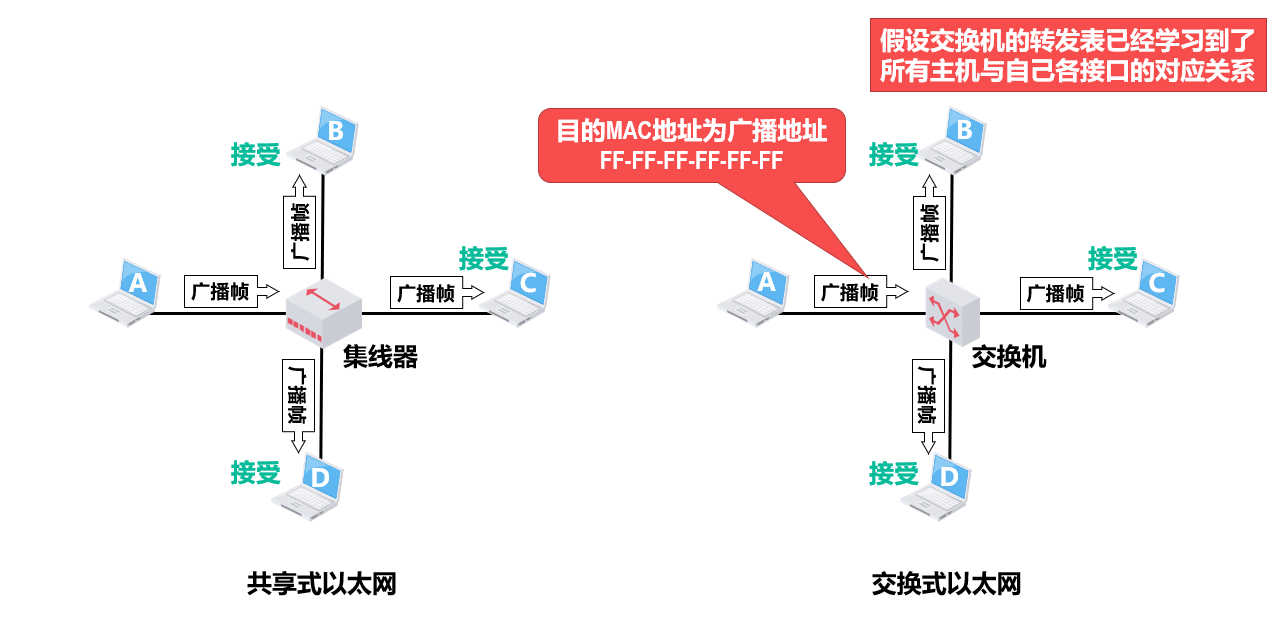 假设交换机的转发表已经学习到了
所有主机与自己各接口的对应关系
目的MAC地址为广播地址
FF-FF-FF-FF-FF-FF
B
接受
广播帧
A
广播帧
接受
C
广播帧
集线器
广播帧
接受
D
共享式以太网
B
接受
广播帧
A
广播帧
接受
C
广播帧
交换机
广播帧
接受
D
交换式以太网